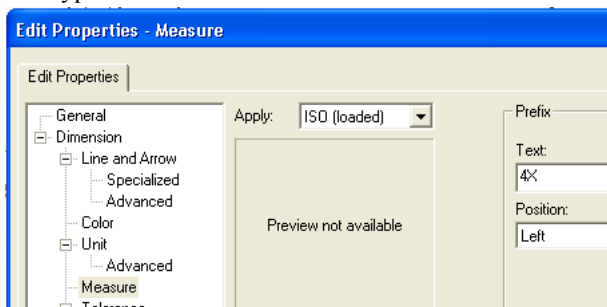 Edit Properties - Measure
Edit Properties
General
Dimension
Line and Arrow
Specialized
Advanced
Color
Unit
Advanced
Measure
Apply: ISO (loaded)
Preview not available
Prefix
Text:
4X
Position:
Left